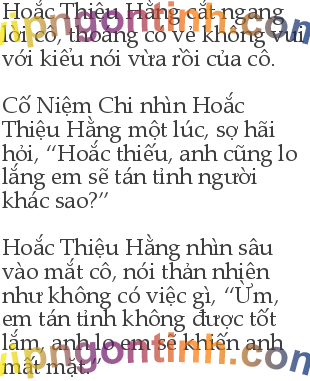 Hoắc Thiệu Hằng cắt ngang
lời cô, thoáng có vẻ không vui
với kiểu nói vừa rồi của cô.
Cố Niệm Chi nhìn Hoắc
Thiệu Hằng một lúc, sợ hãi
hỏi, “Hoắc thiếu, anh cũng lo
lắng em sẽ tán tỉnh người
khác sao?”
Hoắc Thiệu Hằng nhìn sâu
vào mắt cô, nói thản nhiên
như không có việc gì, “Ừm,
em tán tỉnh không được tốt
lắm, anh lo em sẽ khiến anh
mất mặt.”
vipngontinh.com
vipngontinh.com